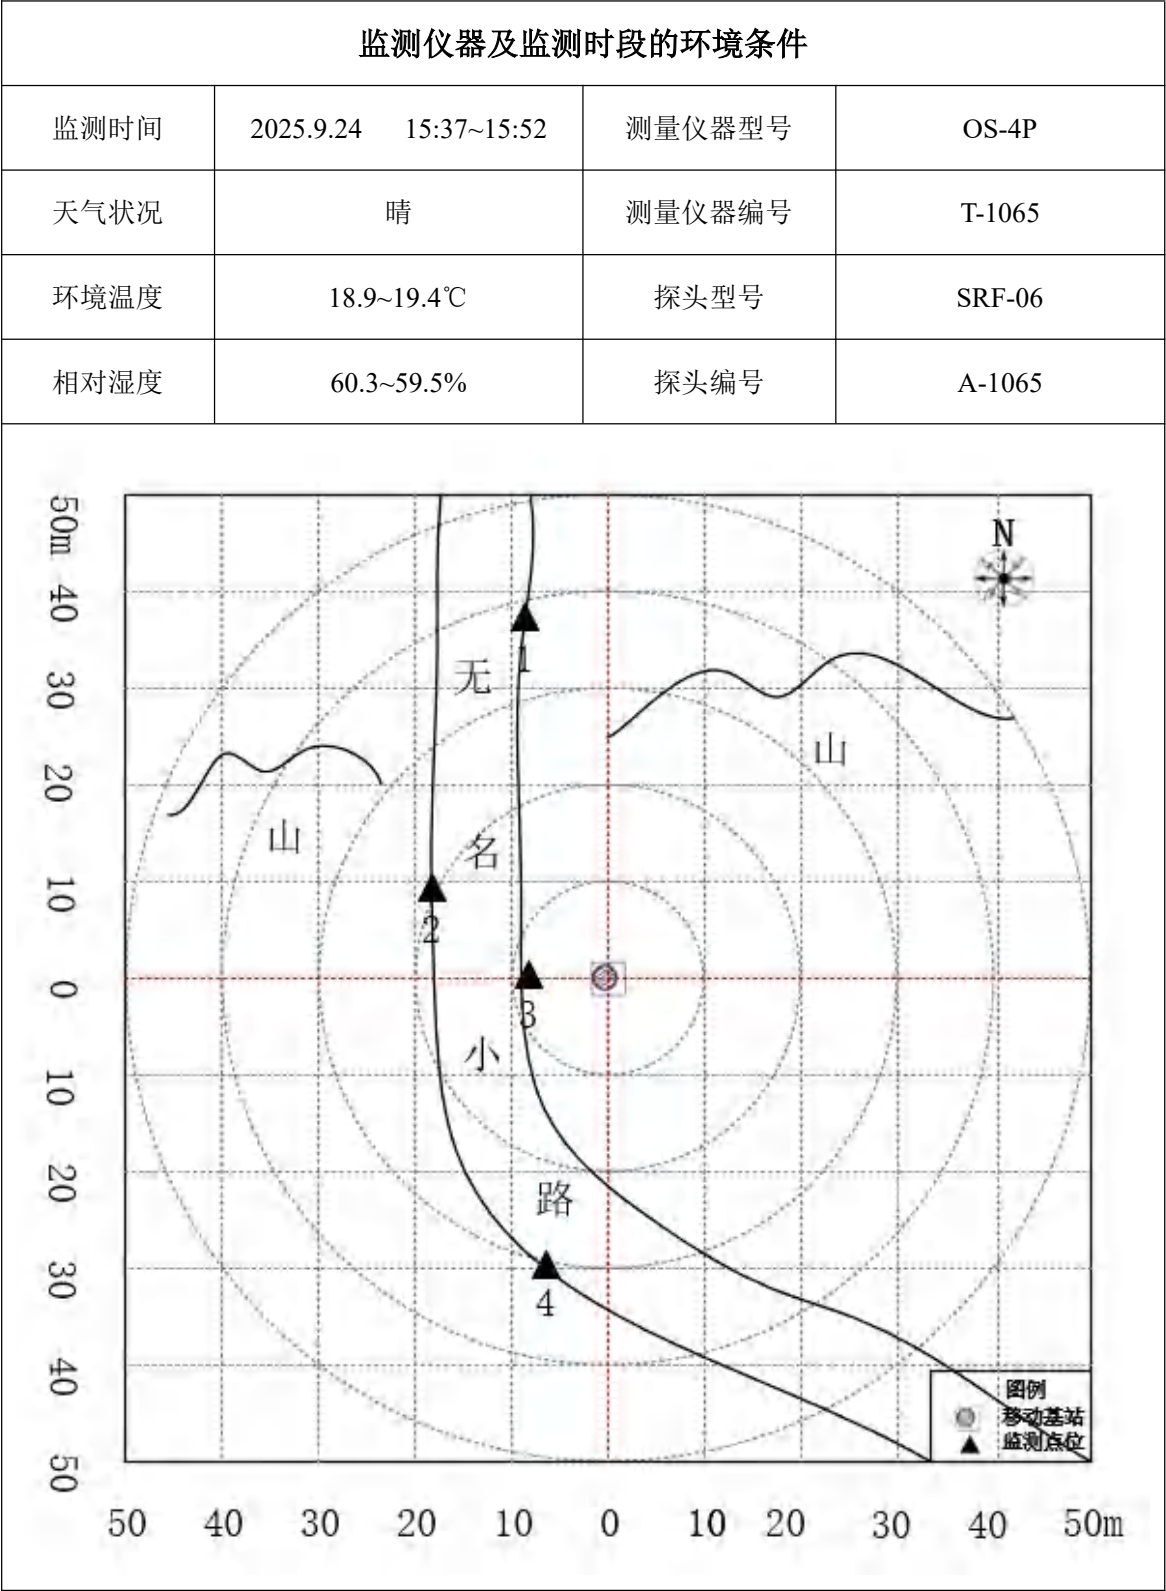 监测仪器及监测时段的环境条件
监测时间 2025.9.24 15:37~15:52 测量仪器型号 OS-4P
天气状况 晴 测量仪器编号 T-1065
环境温度 18.9~19.4℃ 探头型号 SRF-06
相对湿度 60.3~59.5% 探头编号 A-1065
50m
N
40
1
无
30
山
20
山
名
10
2
0
3
小
10
20
路
30
4
40
图例
移动基站
监测点位
50
50 40 30 20 10 0 10 20 30 40 50m